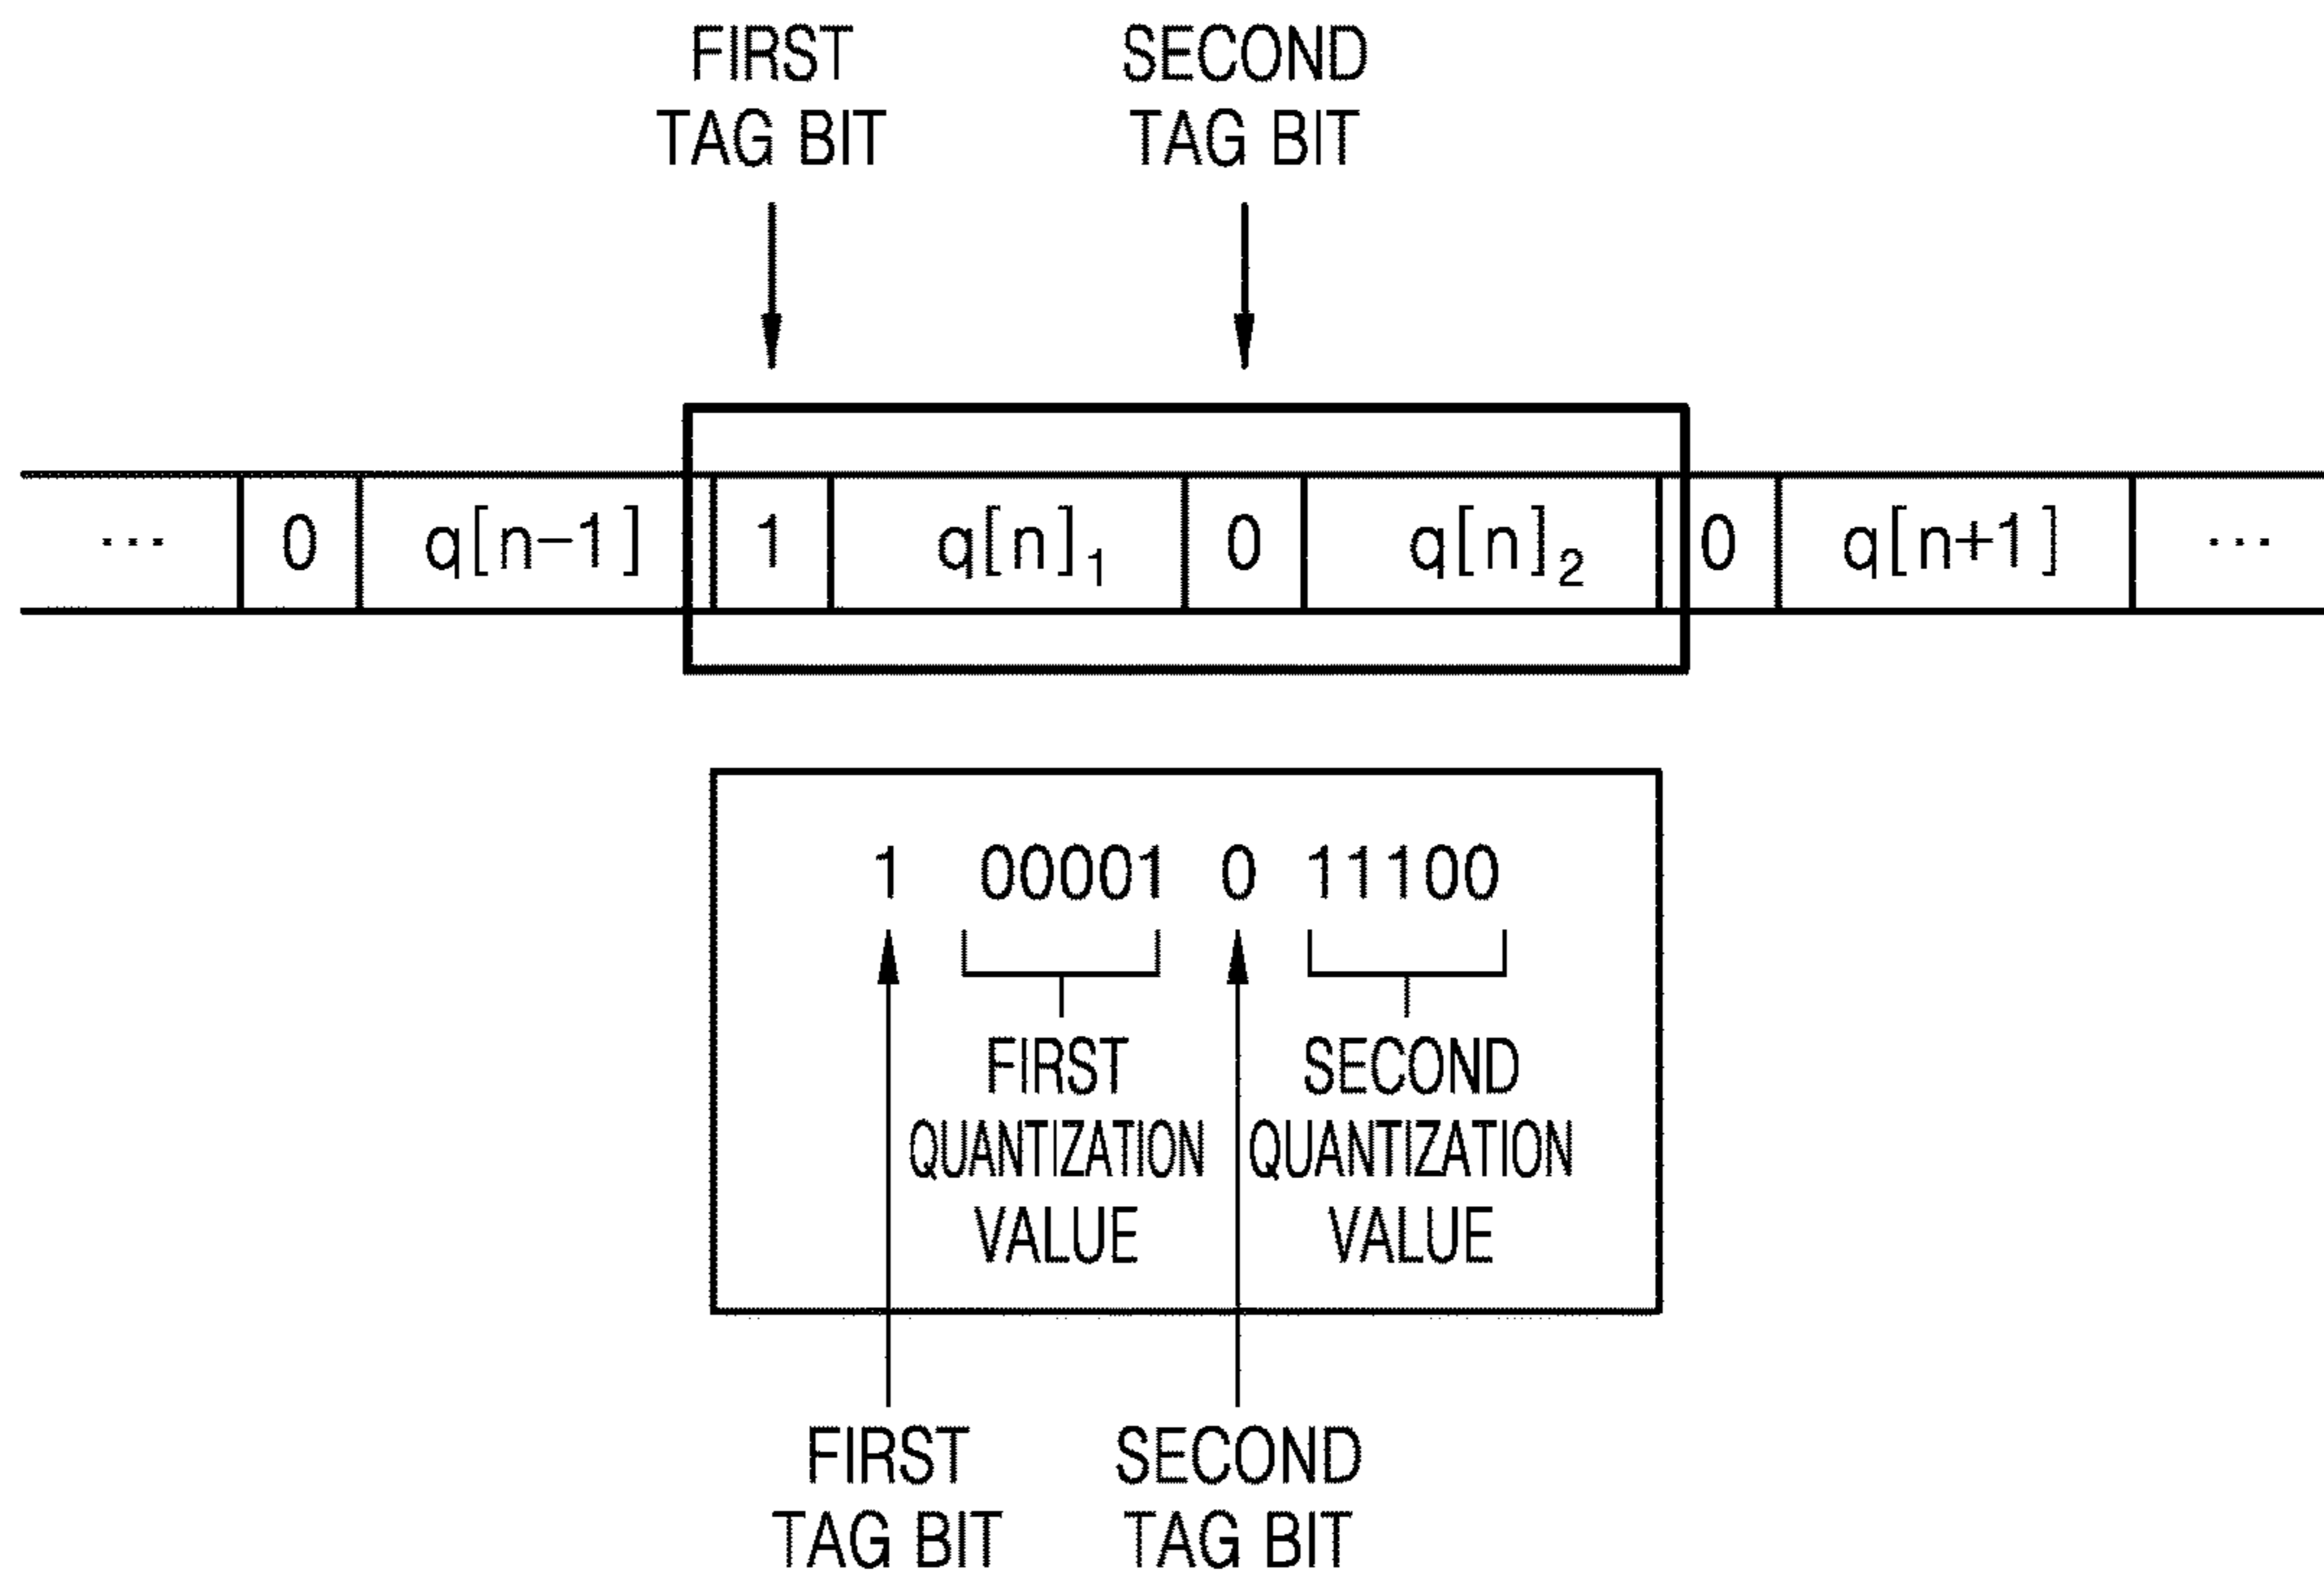 FIRST
TAG BIT
SECOND
TAG BIT
... 0 q[n-1] 1 q[n]1 0 q[n]2 0 q[n+1] ...
1 00001 0 11100
FIRST
QUANTIZATION
VALUE
SECOND
QUANTIZATION
VALUE
FIRST
TAG BIT
SECOND
TAG BIT